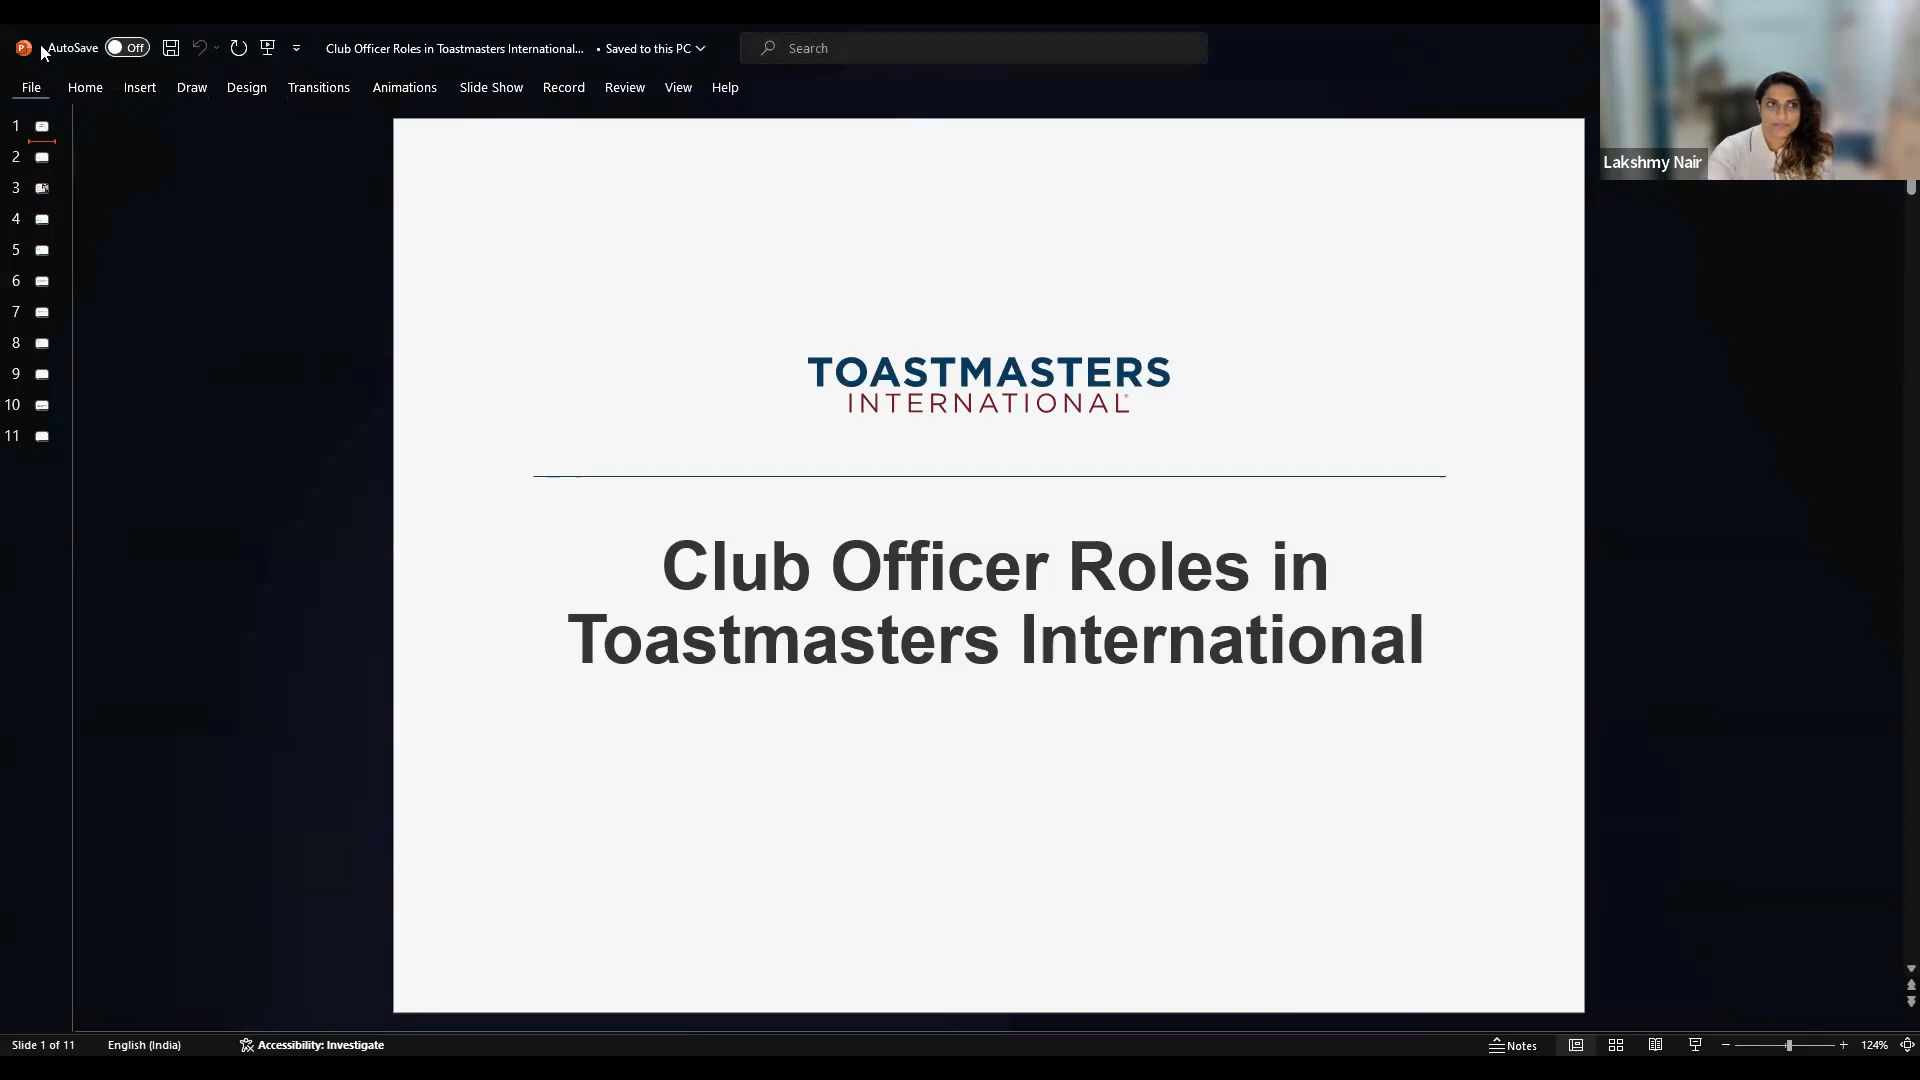 AutoSave Off Club Officer Roles in Toastmasters International... • Saved to this PC Search
File Home Insert Draw Design Transitions Animations Slide Show Record Review View Help
Lakshmy Nair
1
2
3
4
5
6
7
8
9
10
11
TOASTMASTERS
INTERNATIONAL
Club Officer Roles in
Toastmasters International
Slide 1 of 11 English (India) Accessibility: Investigate Notes 124%